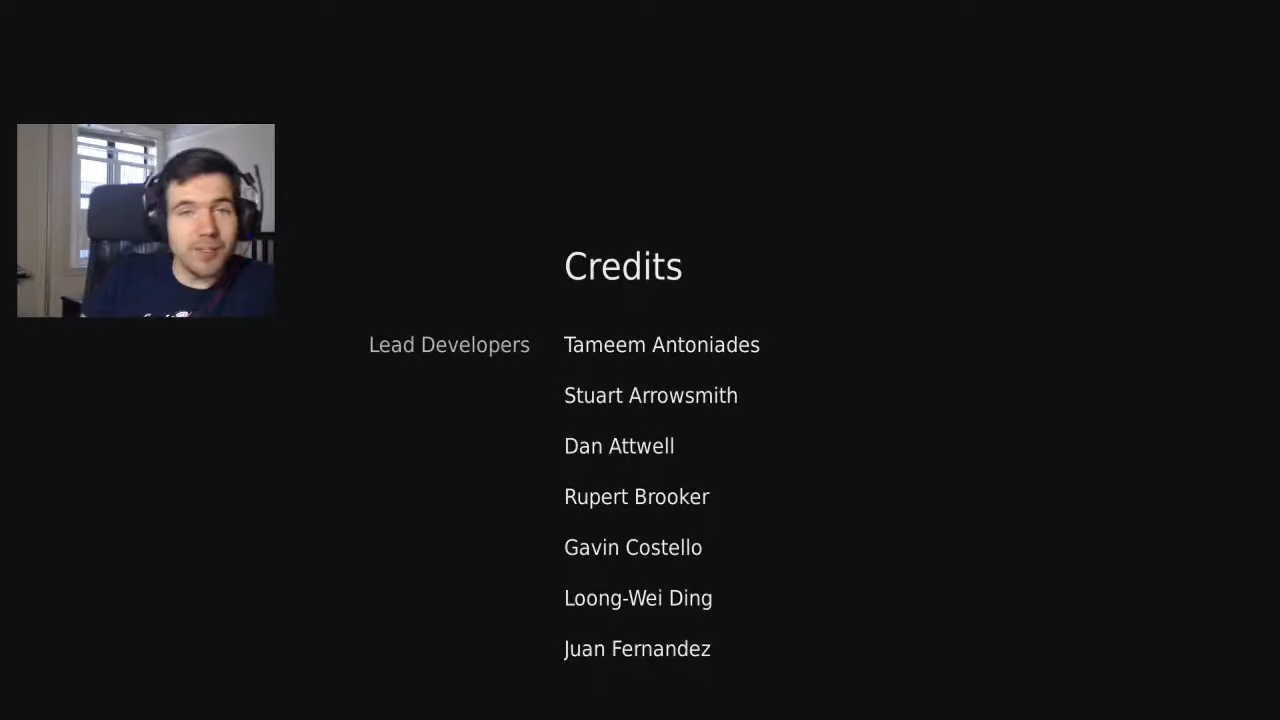 Credits
Lead Developers Tameem Antoniades
Stuart Arrowsmith
Dan Attwell
Rupert Brooker
Gavin Costello
Loong-Wei Ding
Juan Fernandez